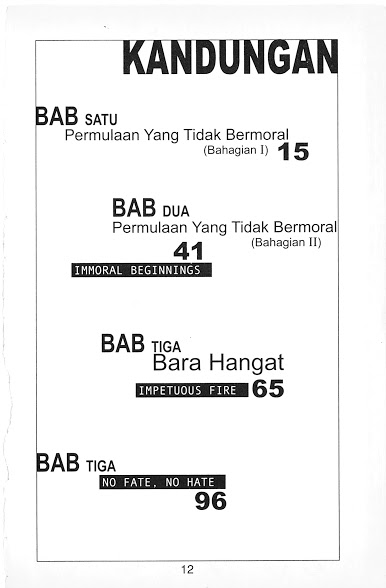 KANDUNGAN
BAB SATU
Permulaan Yang Tidak Bermoral
(Bahagian I) 15
BAB DUA
Permulaan Yang Tidak Bermoral
(Bahagian II)
41
IMMORAL BEGINNINGS
BAB TIGA
Bara Hangat
IMPETUOUS FIRE 65
BAB TIGA
NO FATE, NO HATE
96
12